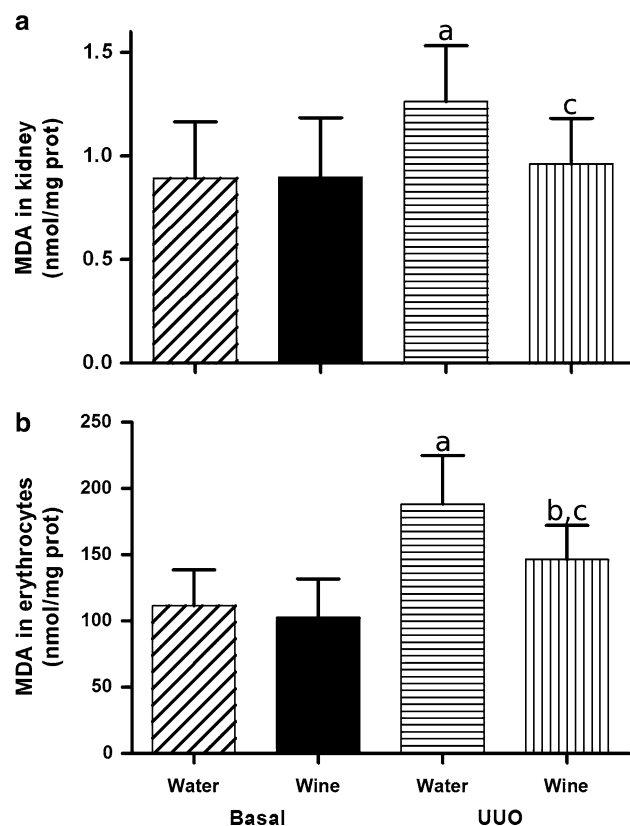 a
MDA in kidney
(nmol/mg prot)
1.5
1.0
0.5
0.0
a
c
b
MDA in erythrocytes
(nmol/mg prot)
250
200
150
100
50
0
a
b,c
Water Wine Water Wine
Basal UUO